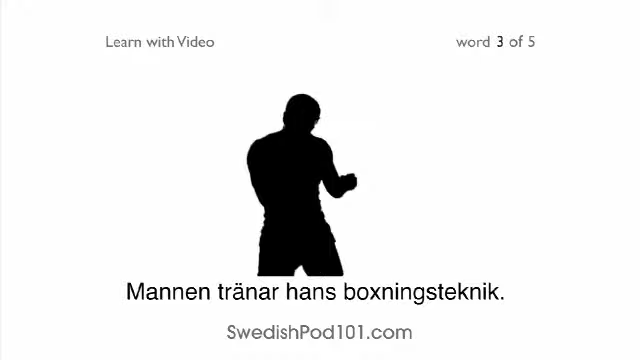 Learn with Video
word 3 of 5
Mannen tränar hans boxningsteknik.
SwedishPod101.com